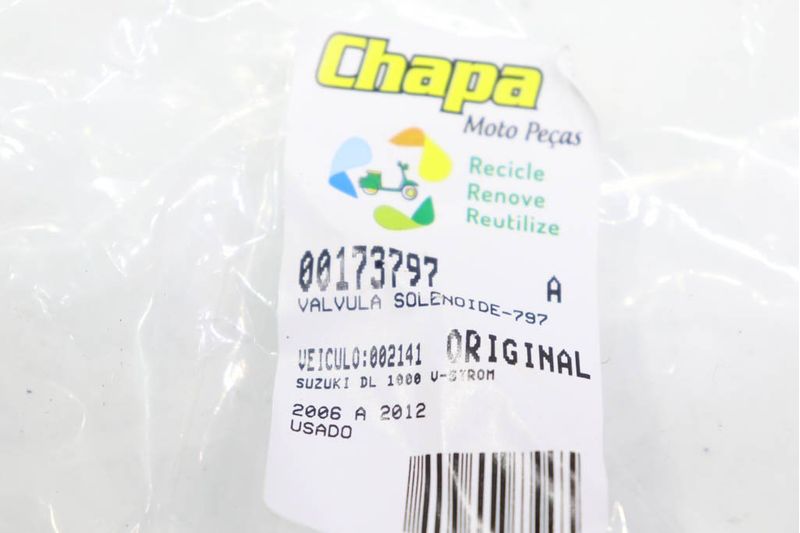 Chapa
Moto Peças
Recicle
Renove
Reutilize
00173797 A
VALVULA SOLENOIDE-797
VEICULO:002141 ORIGINAL
SUZUKI DL 1000 V-STROM
2006 A 2012
USADO